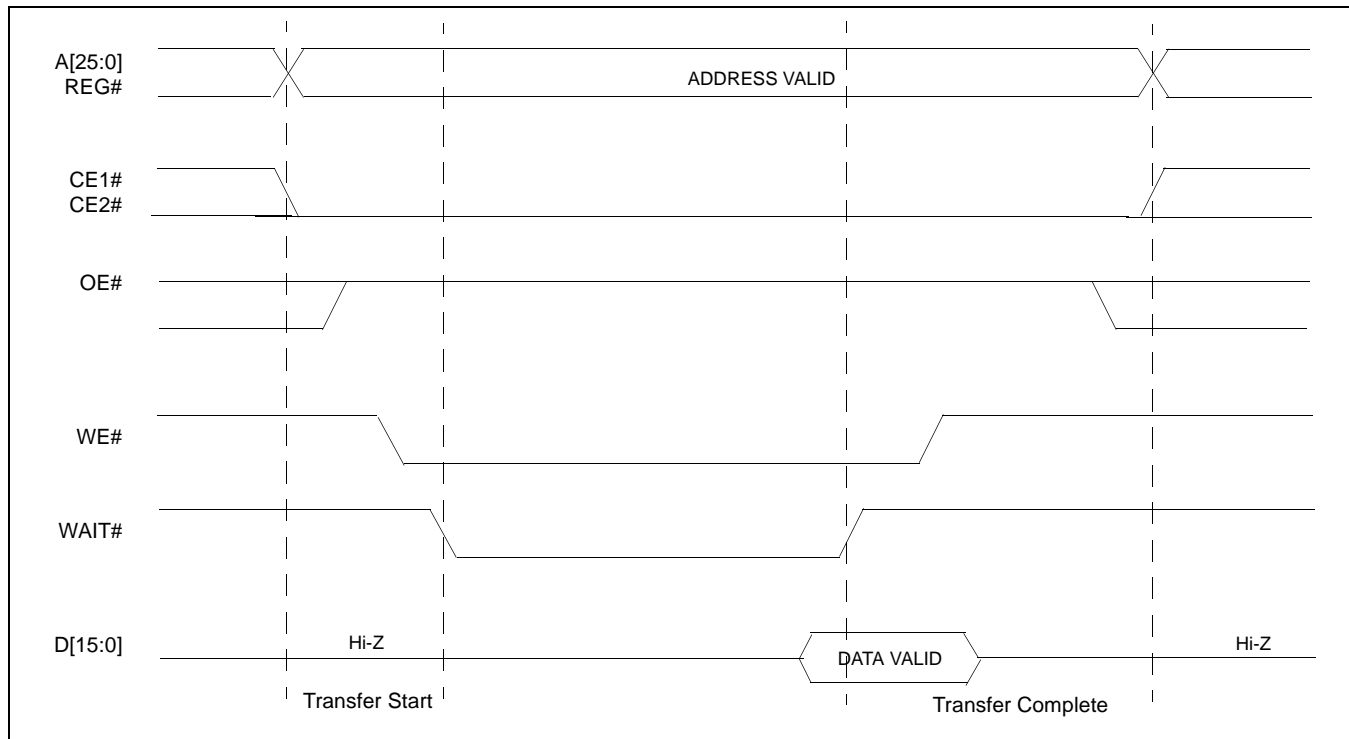 A[25:0]
REG#
ADDRESS VALID
CE1#
CE2#
OE#
WE#
WAIT#
D[15:0]
Hi-Z
DATA VALID
Hi-Z
Transfer Start
Transfer Complete